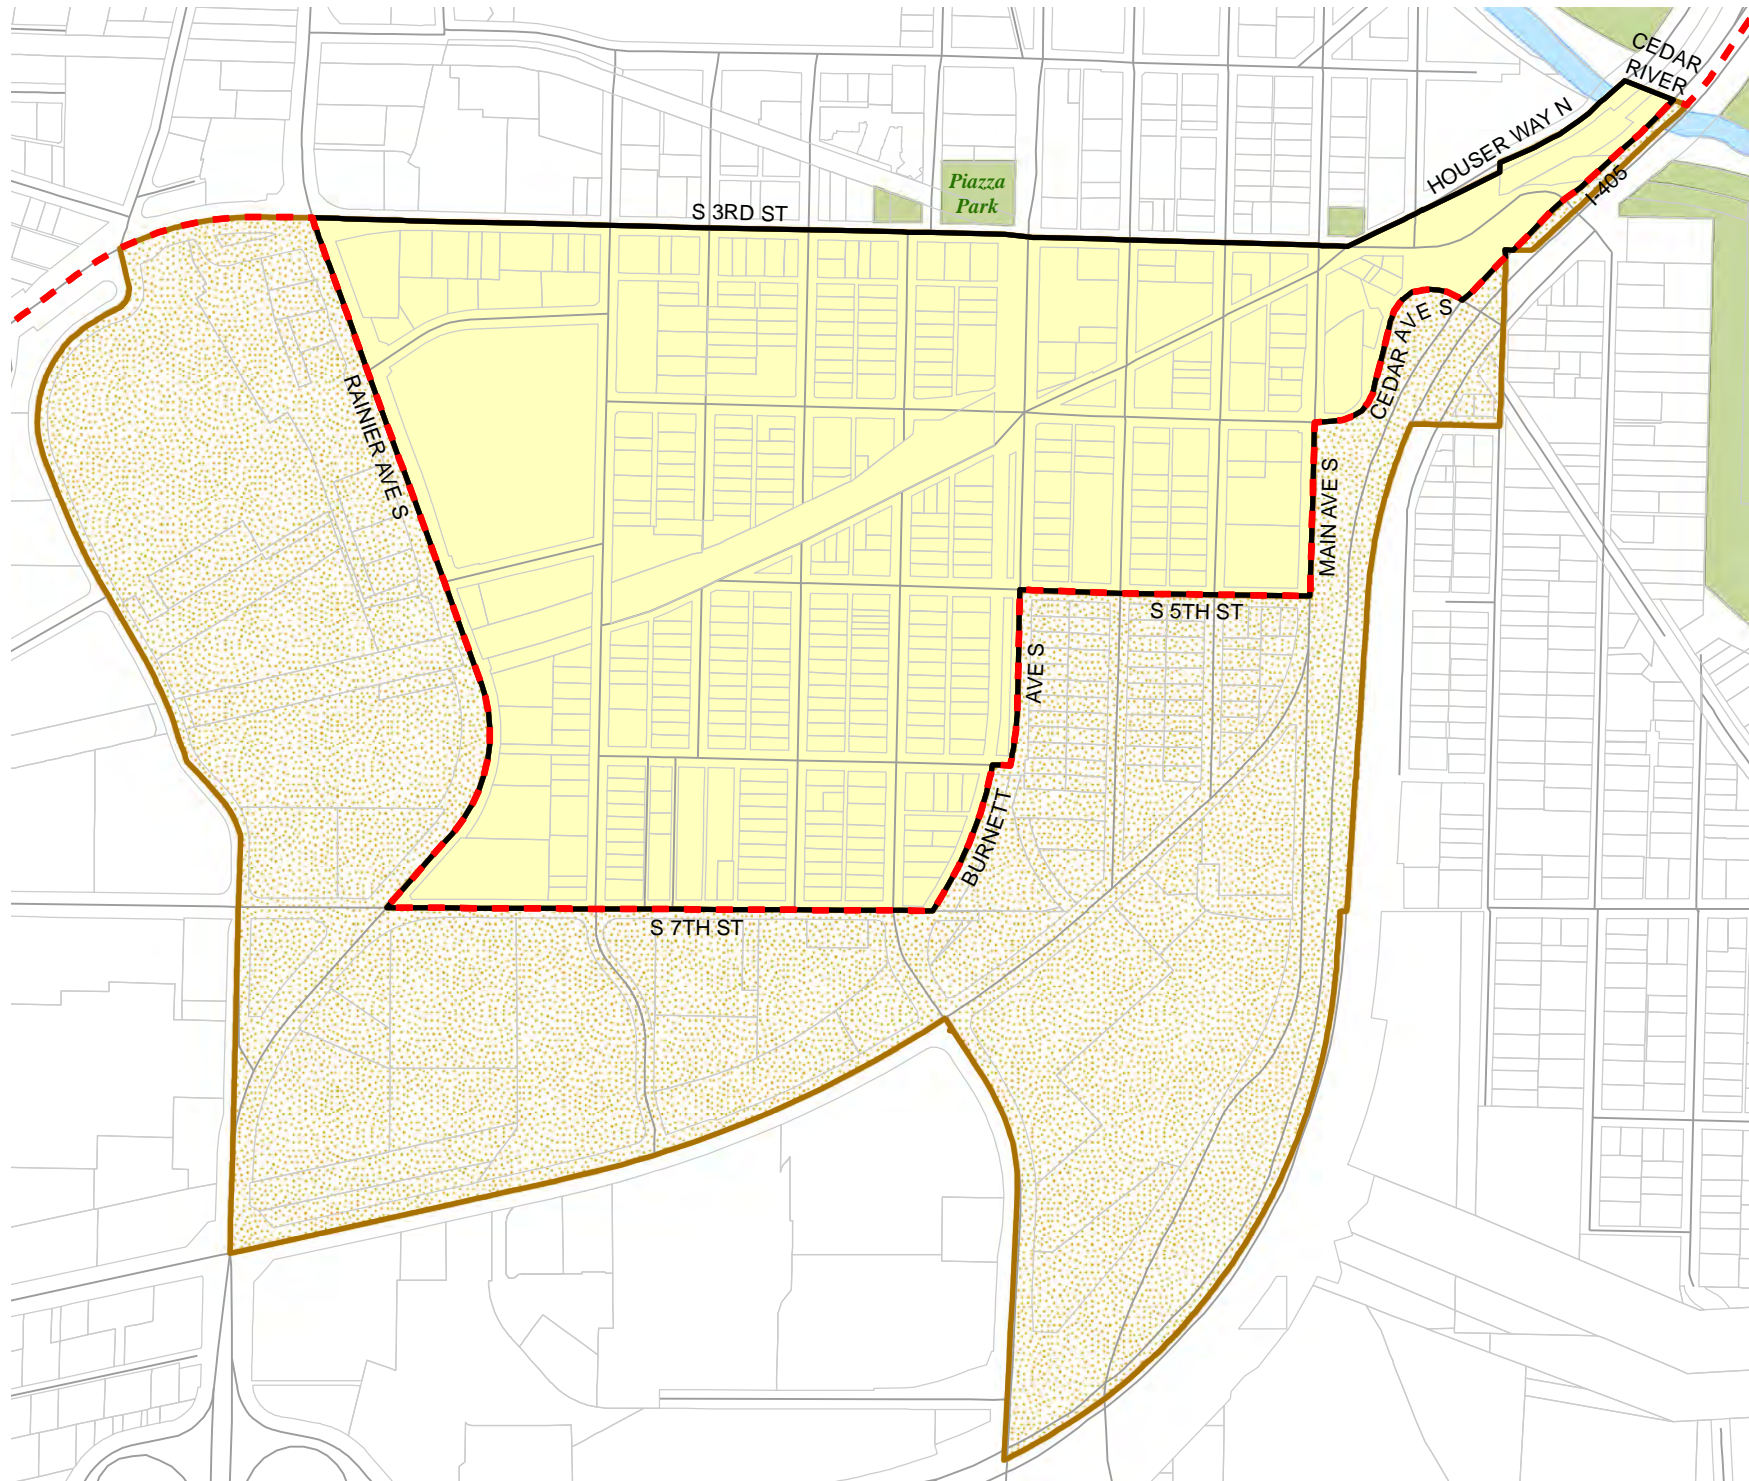 CEDAR
RIVER
HOUSER WAY N
Piazza
Park
I-405
S 3RD ST
CEDAR AVE S
RAINIER AVE S
MAIN AVE S
S 5TH ST
AVE S
BURNETT
S 7TH ST